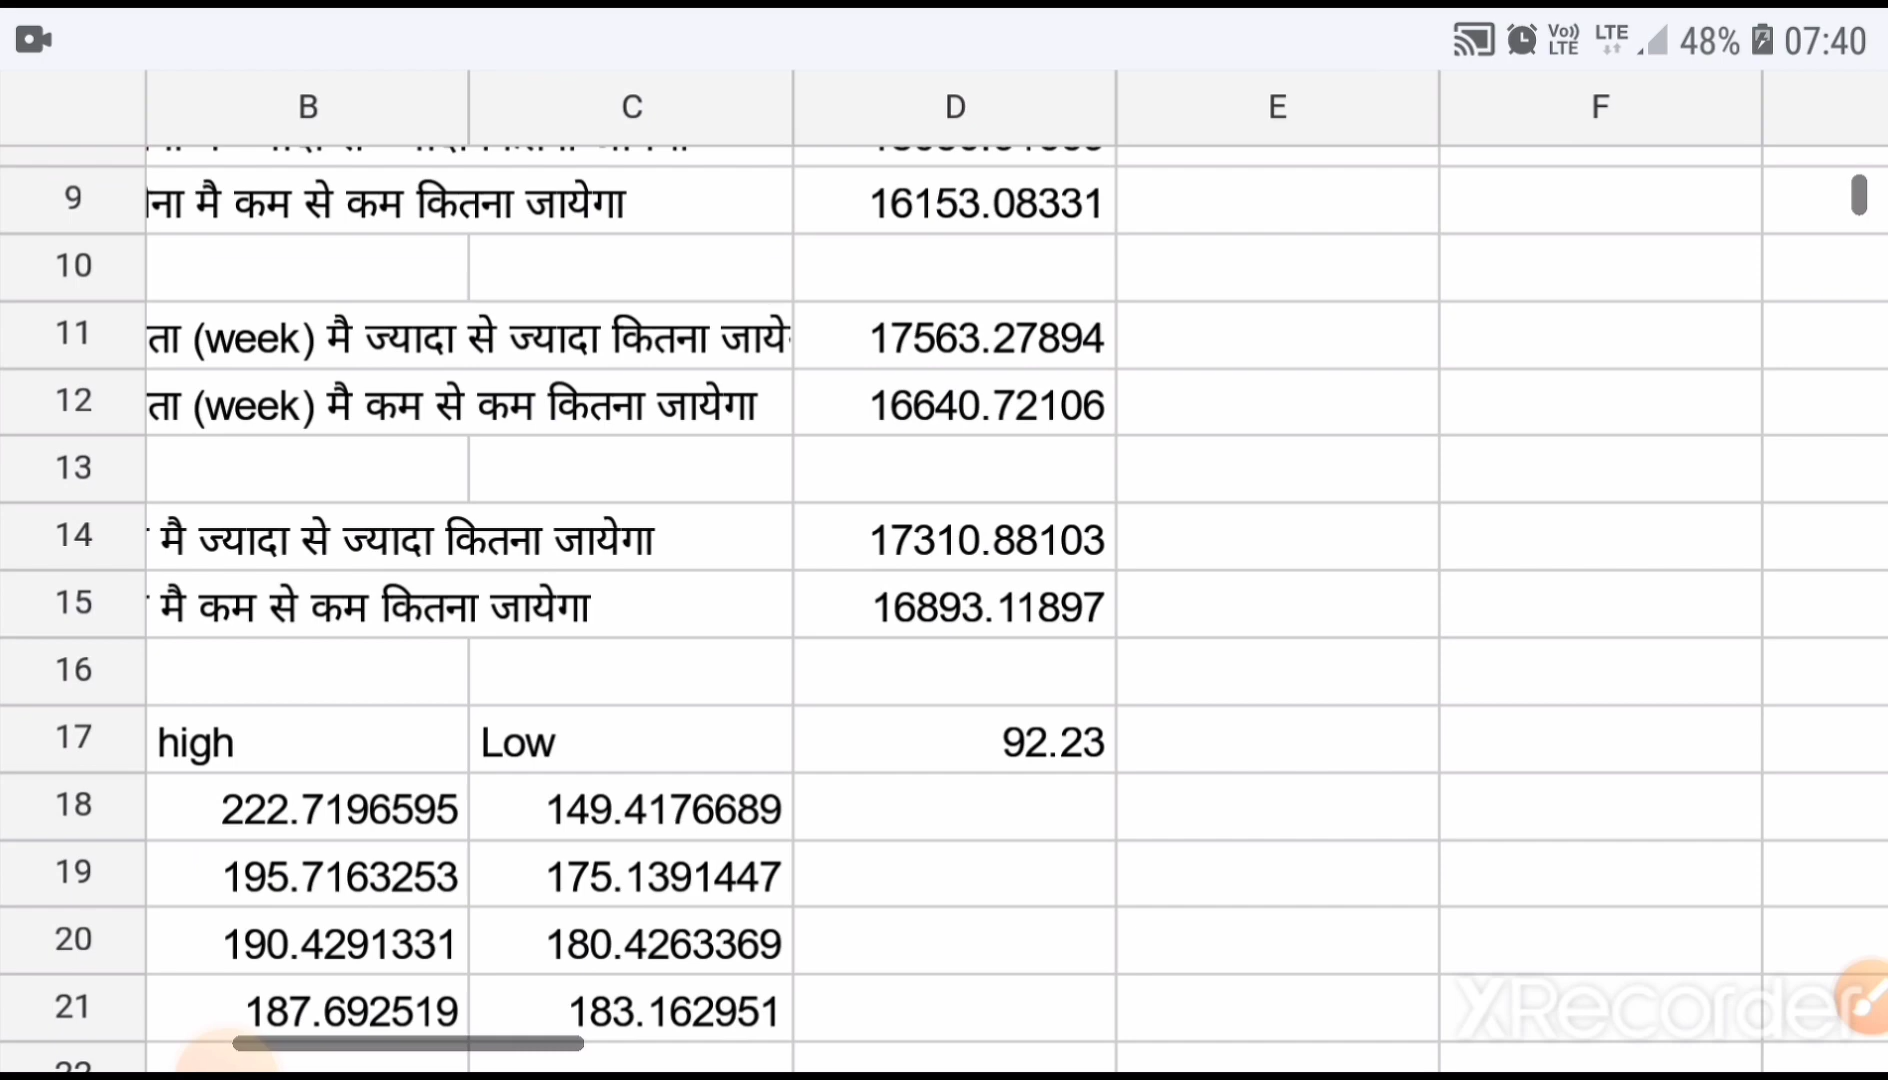 Vo)) LTE LTE 48% 07:40
B C D E F
9 मै कम से कम कितना जायेगा 16153.08331
10
11 (week) मै ज्यादा से ज्यादा कितना 17563.27894
12 (week) मै कम से कम कितना जायेगा 16640.72106
13
14 मै ज्यादा से ज्यादा कितना जायेगा 17310.88103
15 मै कम से कम कितना जायेगा 16893.11897
16
17 high Low 92.23
18 222.7196595 149.4176689
19 195.7163253 175.1391447
20 190.4291331 180.4263369
21 187.692519 183.162951
XRecorder